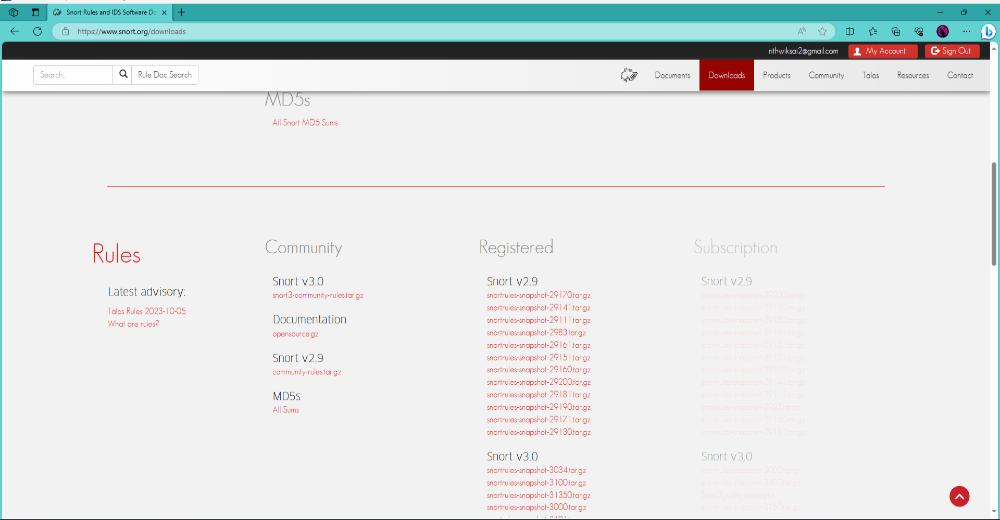 Snort Rules and IDS Software Do
https://www.snort.org/downloads
rithwiksai2@gmail.com
My Account
Sign Out
Search..
Rule Doc Search
Documents
Downloads
Products
Community
Talos
Resources
Contact
MD5s
All Snort MD5 Sums
Rules
Latest advisory:
Talos Rules 2023-10-05
What are rules?
Community
Snort v3.0
snort3-community-rules.tar.gz
Documentation
opensource.gz
Snort v2.9
community-rules.tar.gz
MD5s
All Sums
Registered
Snort v2.9
snortrules-snapshot-29170.tar.gz
snortrules-snapshot-29141.tar.gz
snortrules-snapshot-29111.tar.gz
snortrules-snapshot-2983.tar.gz
snortrules-snapshot-29161.tar.gz
snortrules-snapshot-29151.tar.gz
snortrules-snapshot-29160.tar.gz
snortrules-snapshot-29200.tar.gz
snortrules-snapshot-29181.tar.gz
snortrules-snapshot-29190.tar.gz
snortrules-snapshot-29171.tar.gz
snortrules-snapshot-29130.tar.gz
Snort v3.0
snortrules-snapshot-3034.tar.gz
snortrules-snapshot-3100.tar.gz
snortrules-snapshot-31350.tar.gz
snortrules-snapshot-3000.tar.gz
Subscription
Snort v2.9
snortrules-snapshot-29200.tar.gz
snortrules-snapshot-29190.tar.gz
snortrules-snapshot-29130.tar.gz
snortrules-snapshot-29161.tar.gz
snortrules-snapshot-29151.tar.gz
snortrules-snapshot-29171.tar.gz
snortrules-snapshot-29170.tar.gz
snortrules-snapshot-29141.tar.gz
snortrules-snapshot-29111.tar.gz
snortrules-snapshot-2983.tar.gz
snortrules-snapshot-29160.tar.gz
snortrules-snapshot-29181.tar.gz
Snort v3.0
snortrules-snapshot-3000.tar.gz
snortrules-snapshot-3100.tar.gz
Snort3_rules_timetag.txt
snortrules-snapshot-3150.tar.gz